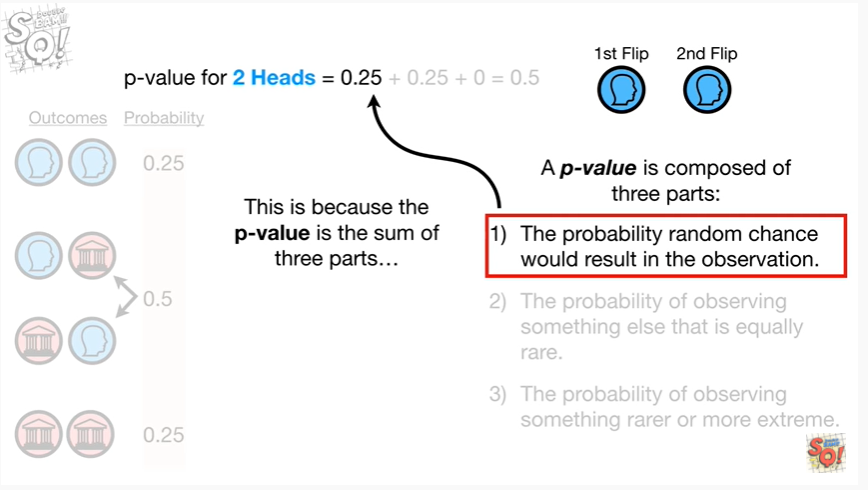 SQ!
p-value for 2 Heads = 0.25 + 0.25 + 0 = 0.5
1st Flip 2nd Flip
Outcomes Probability
0.25
0.5
0.25
This is because the
p-value is the sum of
three parts…
A p-value is composed of
three parts:
1) The probability random chance
would result in the observation.
2) The probability of observing
something else that is equally
rare.
3) The probability of observing
something rarer or more extreme.
SQ!